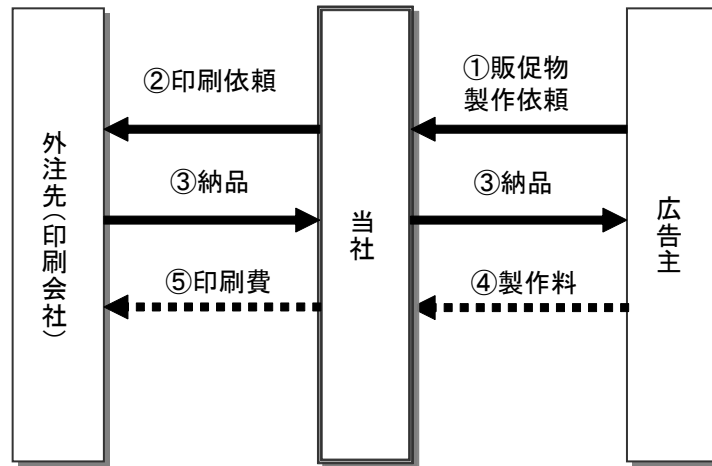 ①販促物
製作依頼
②印刷依頼
③納品
③納品
④製作料
⑤印刷費
外注先(印刷会社)
当社
広告主